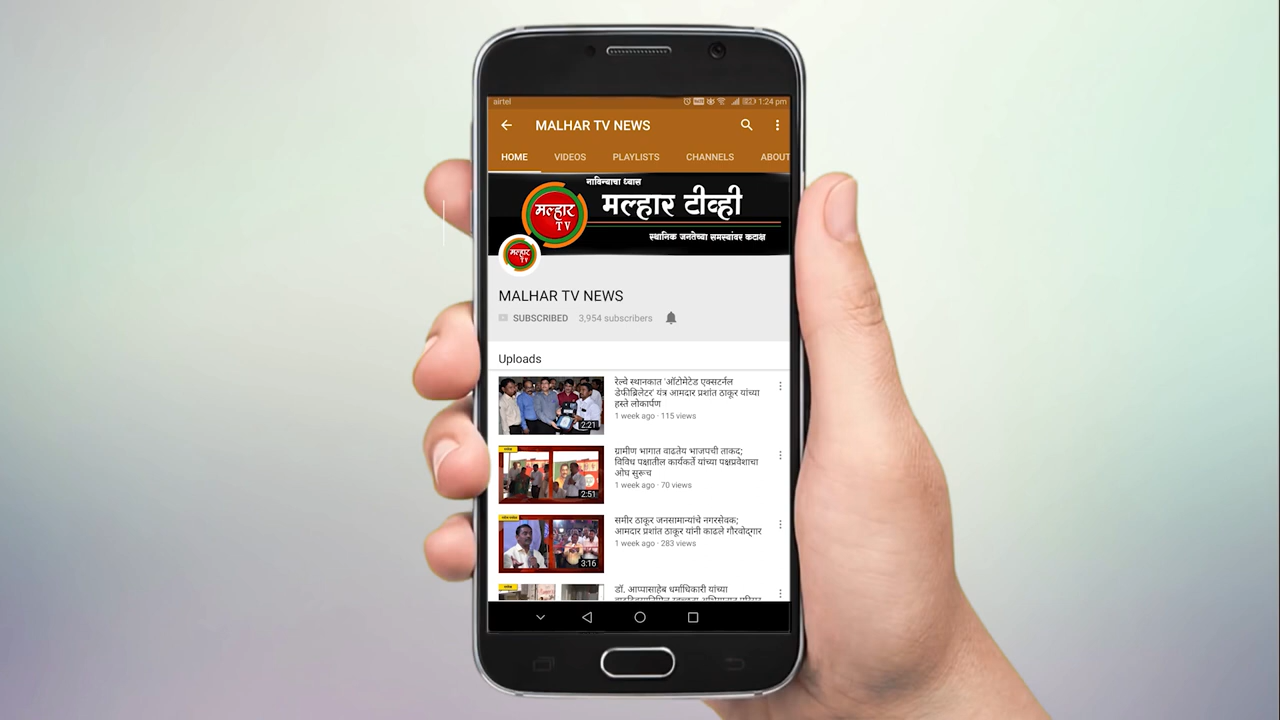 airtel
1:24 pm
MALHAR TV NEWS
HOME VIDEOS PLAYLISTS CHANNELS ABOUT
नाविन्याचा ध्यास
मल्हार टीव्ही
स्थानिक जनतेच्या समस्यांवर कटाक्ष
मल्हार
TV
मल्हार
TV
MALHAR TV NEWS
SUBSCRIBED 3,954 subscribers
Uploads
रेल्वे स्थानकात 'ऑटोमेटेड एक्सटर्नल
डेफीब्रिलेटर' यंत्र आमदार प्रशांत ठाकूर यांच्या
हस्ते लोकार्पण
1 week ago · 115 views
2:21
ग्रामीण भागात वाढतेय भाजपची ताकद;
विविध पक्षातील कार्यकर्ते यांच्या पक्षप्रवेशाचा
ओघ सुरूच
1 week ago · 70 views
2:51
समीर ठाकूर जनसामान्यांचे नगरसेवक;
आमदार प्रशांत ठाकूर यांनी काढले गौरवोद्‌गार
1 week ago · 283 views
3:16
डॉ. आप्पासाहेब धर्माधिकारी यांच्या